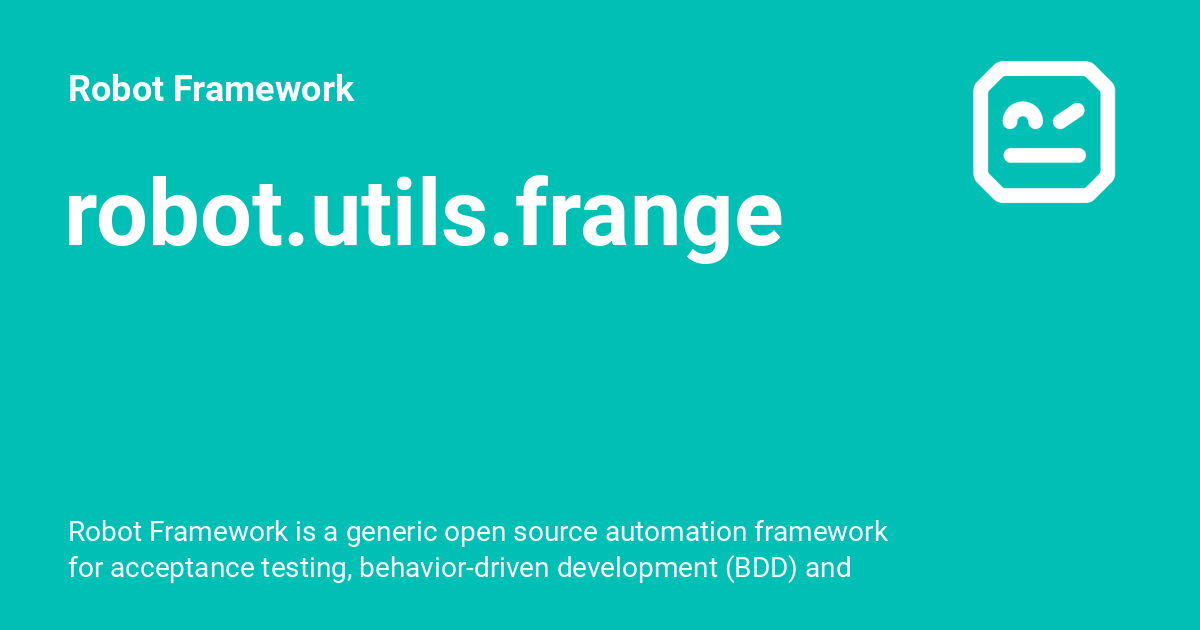 Robot Framework
robot.utils.frange
Robot Framework is a generic open source automation framework
for acceptance testing, behavior-driven development (BDD) and